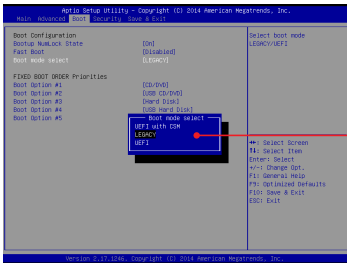 Aptio Setup Utility – Copyright (C) 2014 American Megatrends, Inc.
Main Advanced Boot Security Save & Exit
Boot Configuration
Bootup NumLock State [On]
Fast Boot [Disabled]
Boot mode select [LEGACY]
FIXED BOOT ORDER Priorities
Boot Option #1 [CD/DVD]
Boot Option #2 [USB CD/DVD]
Boot Option #3 [Hard Disk]
Boot Option #4 [USB Hard Disk]
Boot Option #5
Boot mode select
UEFI with CSM
LEGACY
UEFI
Select boot mode
LEGACY/UEFI
→←: Select Screen
↑↓: Select Item
Enter: Select
+/-: Change Opt.
F1: General Help
F9: Optimized Defaults
F10: Save & Exit
ESC: Exit
Version 2.17.1246. Copyright (C) 2014 American Megatrends, Inc.